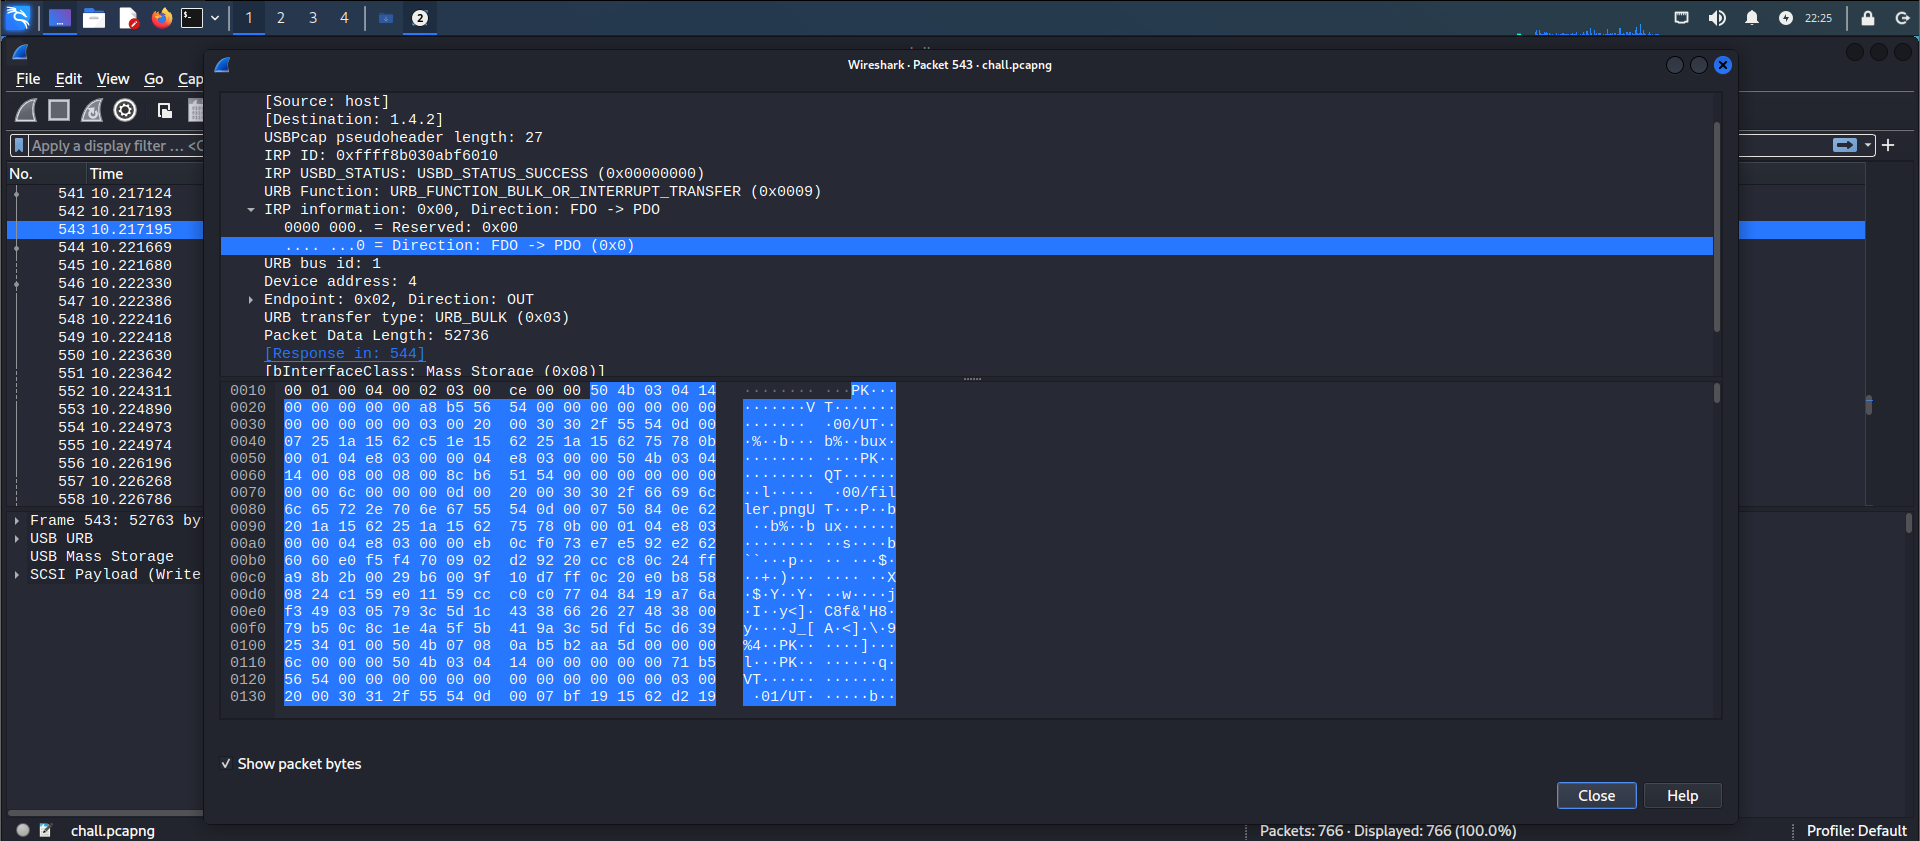 1 2 3 4 2 22:25
Wireshark · Packet 543 · chall.pcapng
File Edit View Go Cap
Apply a display filter … <C
No. Time
541 10.217124
542 10.217193
543 10.217195
544 10.221669
545 10.221680
546 10.222330
547 10.222386
548 10.222416
549 10.222418
550 10.223630
551 10.223642
552 10.224311
553 10.224890
554 10.224973
555 10.224974
556 10.226196
557 10.226268
558 10.226786
Frame 543: 52763 by
USB URB
USB Mass Storage
SCSI Payload (Write
[Source: host]
[Destination: 1.4.2]
USBPcap pseudoheader length: 27
IRP ID: 0xffff8b030abf6010
IRP USBD_STATUS: USBD_STATUS_SUCCESS (0x00000000)
URB Function: URB_FUNCTION_BULK_OR_INTERRUPT_TRANSFER (0x0009)
IRP information: 0x00, Direction: FDO -> PDO
0000 000. = Reserved: 0x00
.... ...0 = Direction: FDO -> PDO (0x0)
URB bus id: 1
Device address: 4
Endpoint: 0x02, Direction: OUT
URB transfer type: URB_BULK (0x03)
Packet Data Length: 52736
[Response in: 544]
[bInterfaceClass: Mass Storage (0x08)]
0010 00 01 00 04 00 02 03 00 ce 00 00 50 4b 03 04 14 ········ ···PK···
0020 00 00 00 00 00 a8 b5 56 54 00 00 00 00 00 00 00 ·······V T·······
0030 00 00 00 00 00 03 00 20 00 30 30 2f 55 54 0d 00 ·······  ·00/UT··
0040 07 25 1a 15 62 c5 1e 15 62 25 1a 15 62 75 78 0b ·%··b··· b%··bux·
0050 00 01 04 e8 03 00 00 04 e8 03 00 00 50 4b 03 04 ········ ····PK··
0060 14 00 08 00 08 00 8c b6 51 54 00 00 00 00 00 00 ········ QT······
0070 00 00 6c 00 00 00 0d 00 20 00 30 30 2f 66 69 6c ··l·····  ·00/fil
0080 6c 65 72 2e 70 6e 67 55 54 0d 00 07 50 84 0e 62 ler.pngU T···P··b
0090 20 1a 15 62 25 1a 15 62 75 78 0b 00 01 04 e8 03  ··b%··b ux······
00a0 00 00 04 e8 03 00 00 eb 0c f0 73 e7 e5 92 e2 62 ········ ··s····b
00b0 60 60 e0 f5 f4 70 09 02 d2 92 20 cc c8 0c 24 ff ``···p·· ·· ···$·
00c0 a9 8b 2b 00 29 b6 00 9f 10 d7 ff 0c 20 e0 b8 58 ··+·)··· ···· ··X
00d0 08 24 c1 59 e0 11 59 cc c0 c0 77 04 84 19 a7 6a ·$·Y··Y· ··w····j
00e0 f3 49 03 05 79 3c 5d 1c 43 38 66 26 27 48 38 00 ·I··y<]· C8f&'H8·
00f0 79 b5 0c 8c 1e 4a 5f 5b 41 9a 3c 5d fd 5c d6 39 y····J_[ A·<]·\·9
0100 25 34 01 00 50 4b 07 08 0a b5 b2 aa 5d 00 00 00 %4··PK·· ····]···
0110 6c 00 00 00 50 4b 03 04 14 00 00 00 00 00 71 b5 l···PK·· ······q·
0120 56 54 00 00 00 00 00 00 00 00 00 00 00 00 03 00 VT······ ········
0130 20 00 30 31 2f 55 54 0d 00 07 bf 19 15 62 d2 19  ·01/UT· ·····b··
Show packet bytes
Close Help
chall.pcapng
Packets: 766 · Displayed: 766 (100.0%)
Profile: Default